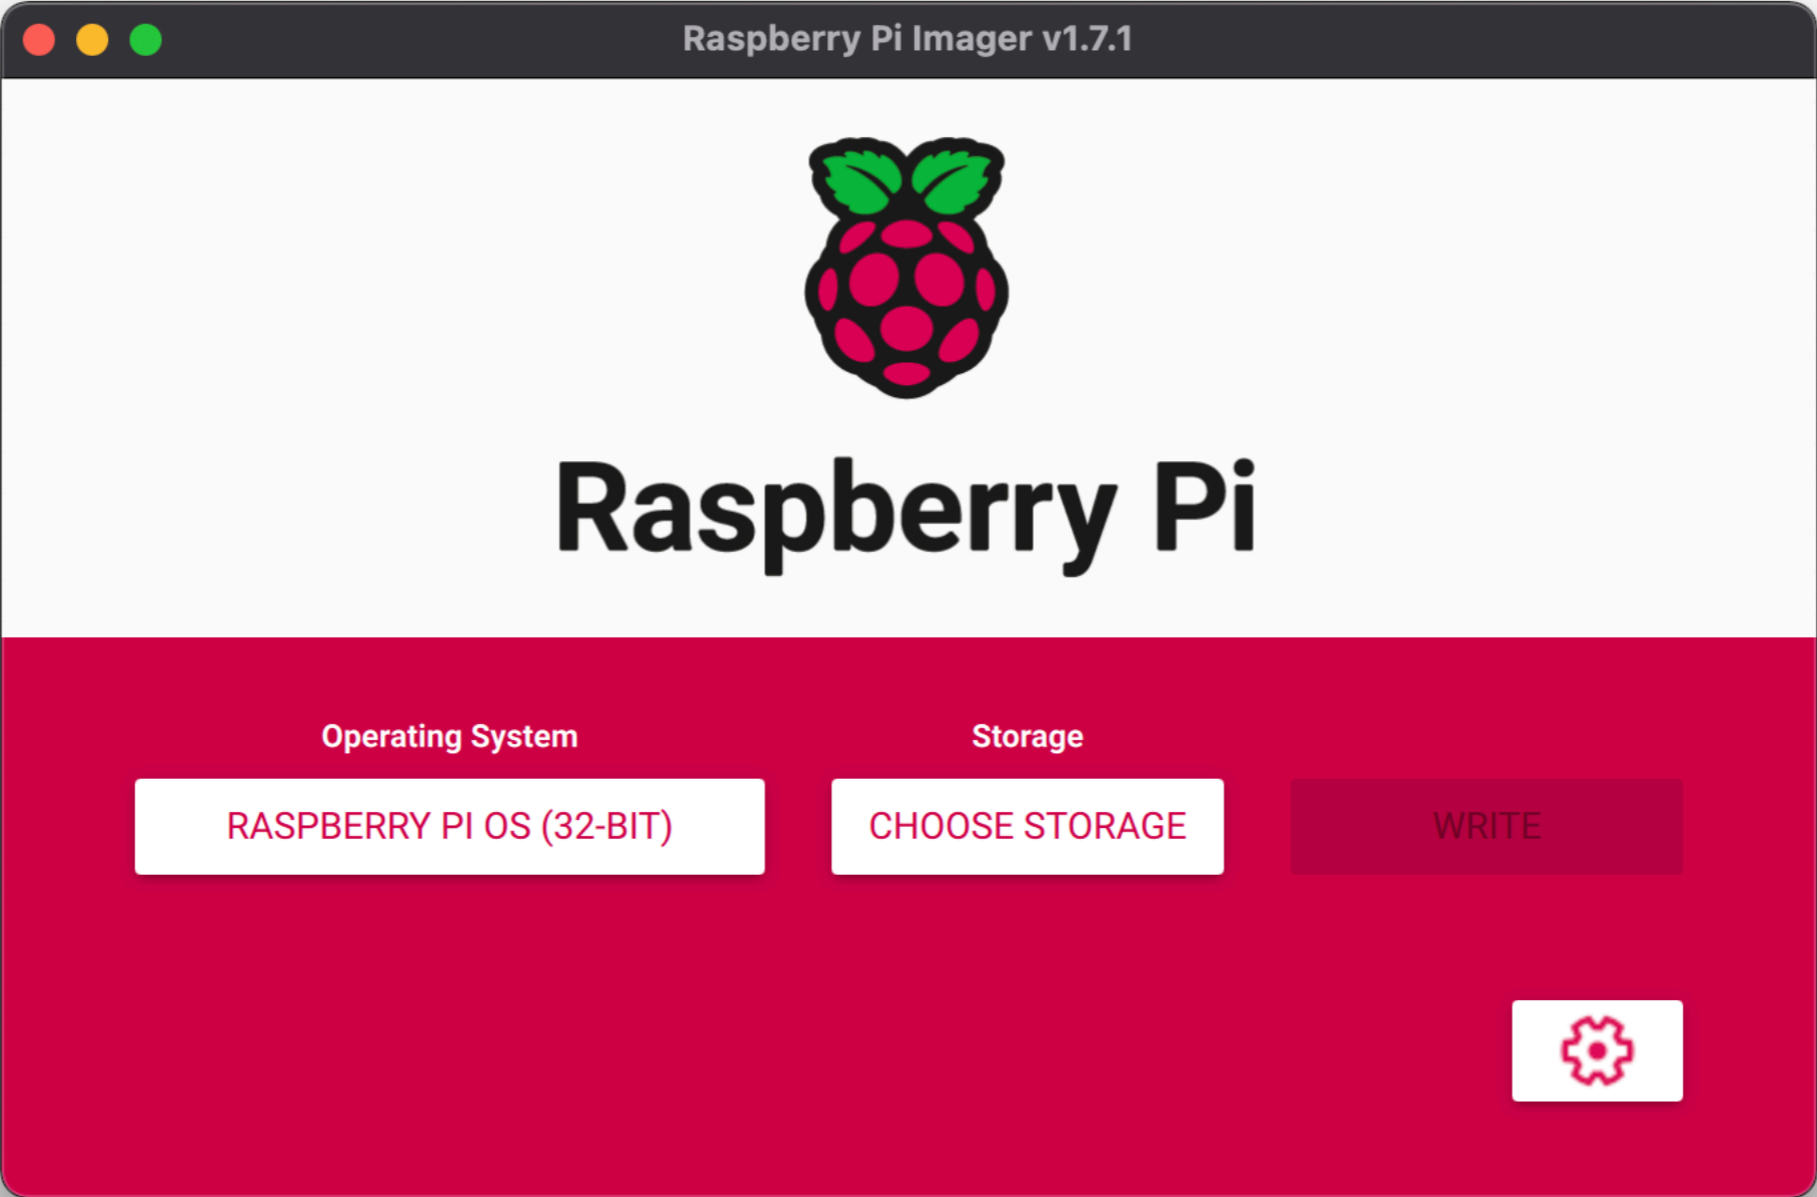 Raspberry Pi Imager v1.7.1
Raspberry Pi
Operating System
Storage
RASPBERRY PI OS (32-BIT)
CHOOSE STORAGE
WRITE